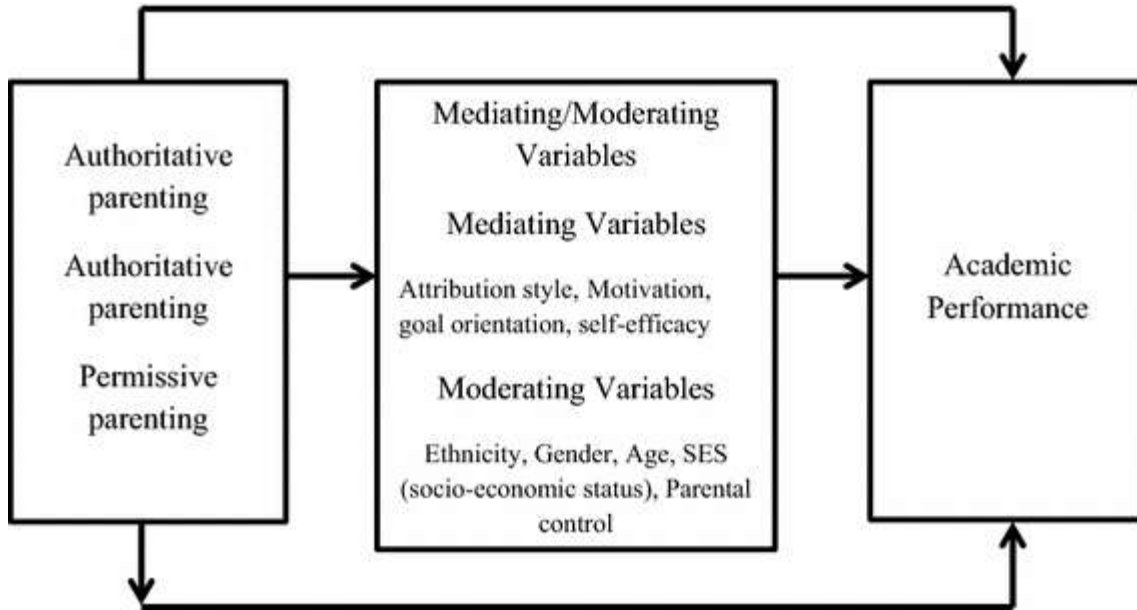 Authoritative
parenting
Authoritative
parenting
Permissive
parenting
Mediating/Moderating
Variables
Mediating Variables
Attribution style, Motivation,
goal orientation, self-efficacy
Moderating Variables
Ethnicity, Gender, Age, SES
(socio-economic status), Parental
control
Academic
Performance